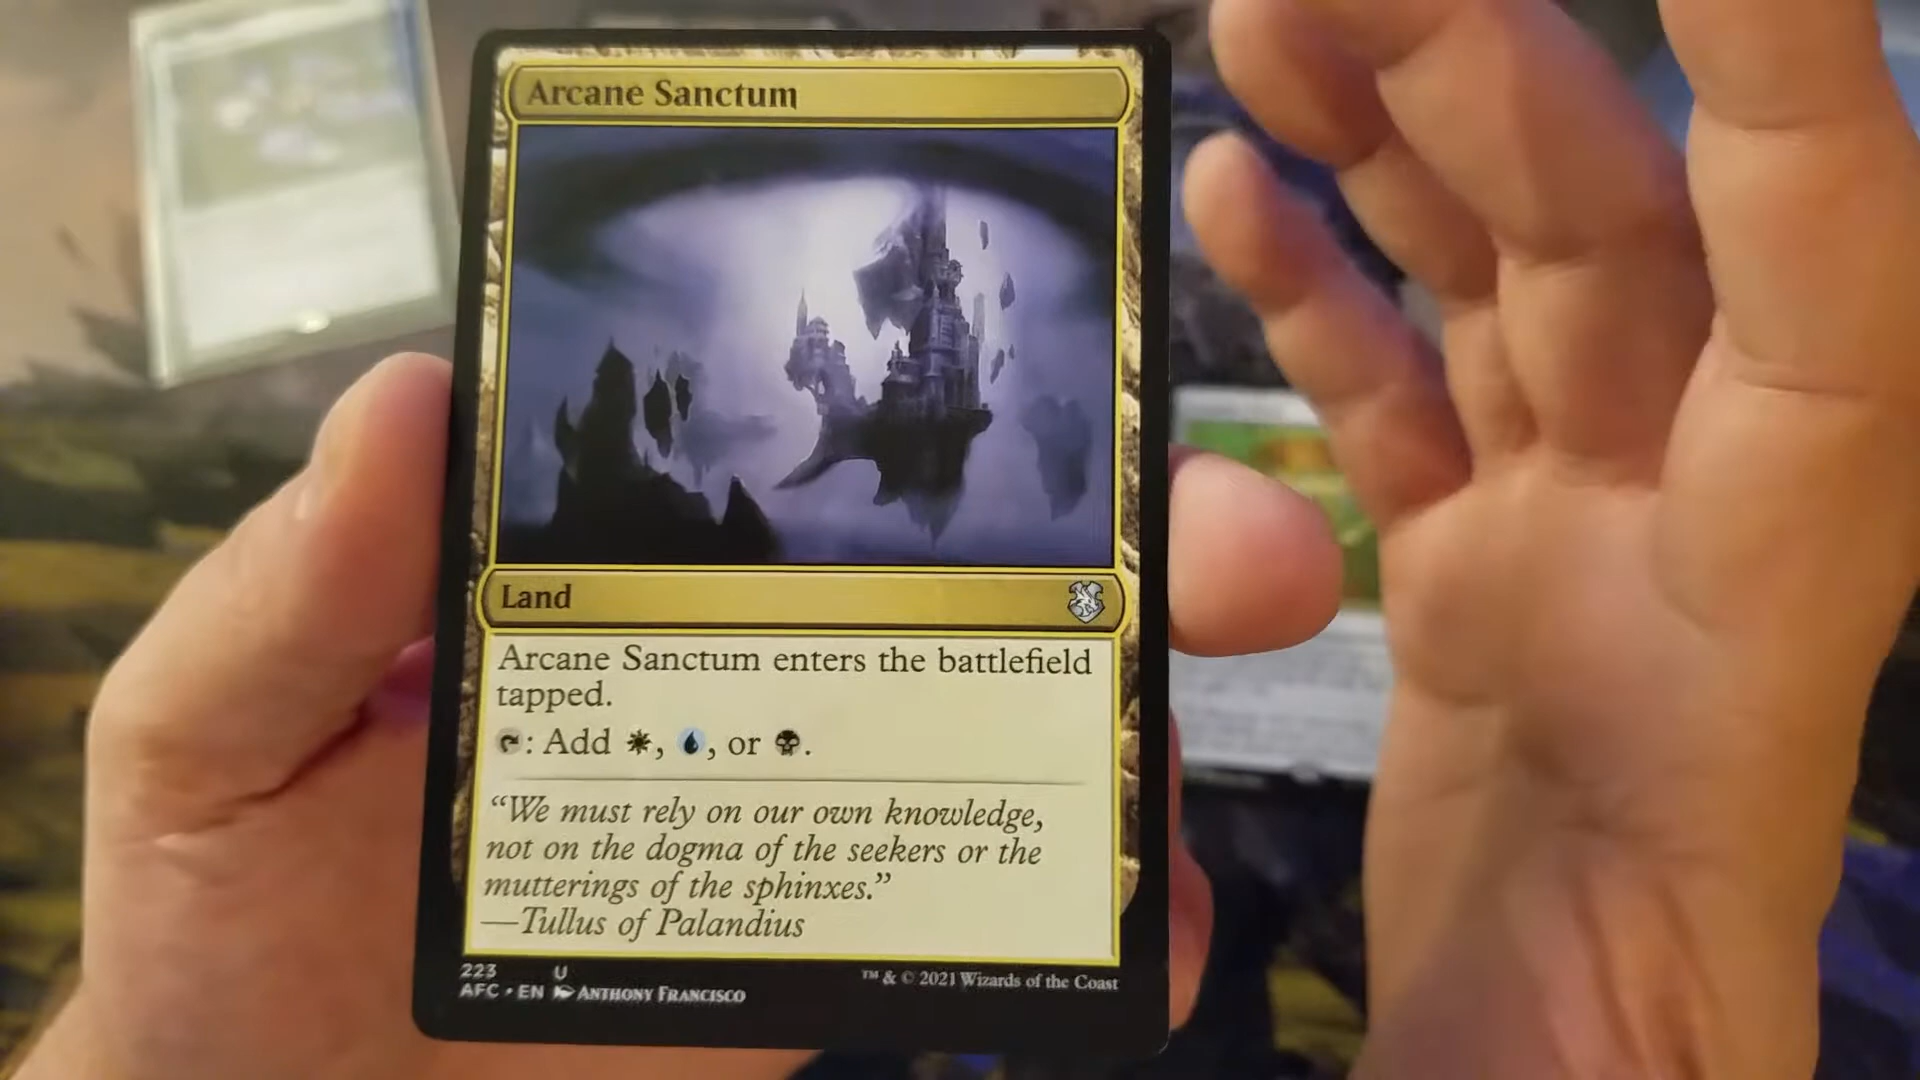 Arcane Sanctum
Land
Arcane Sanctum enters the battlefield
tapped.
: Add , , or .
“We must rely on our own knowledge,
not on the dogma of the seekers or the
mutterings of the sphinxes.”
—Tullus of Palandius
223 U
AFC • EN Anthony Francisco
™ & © 2021 Wizards of the Coast